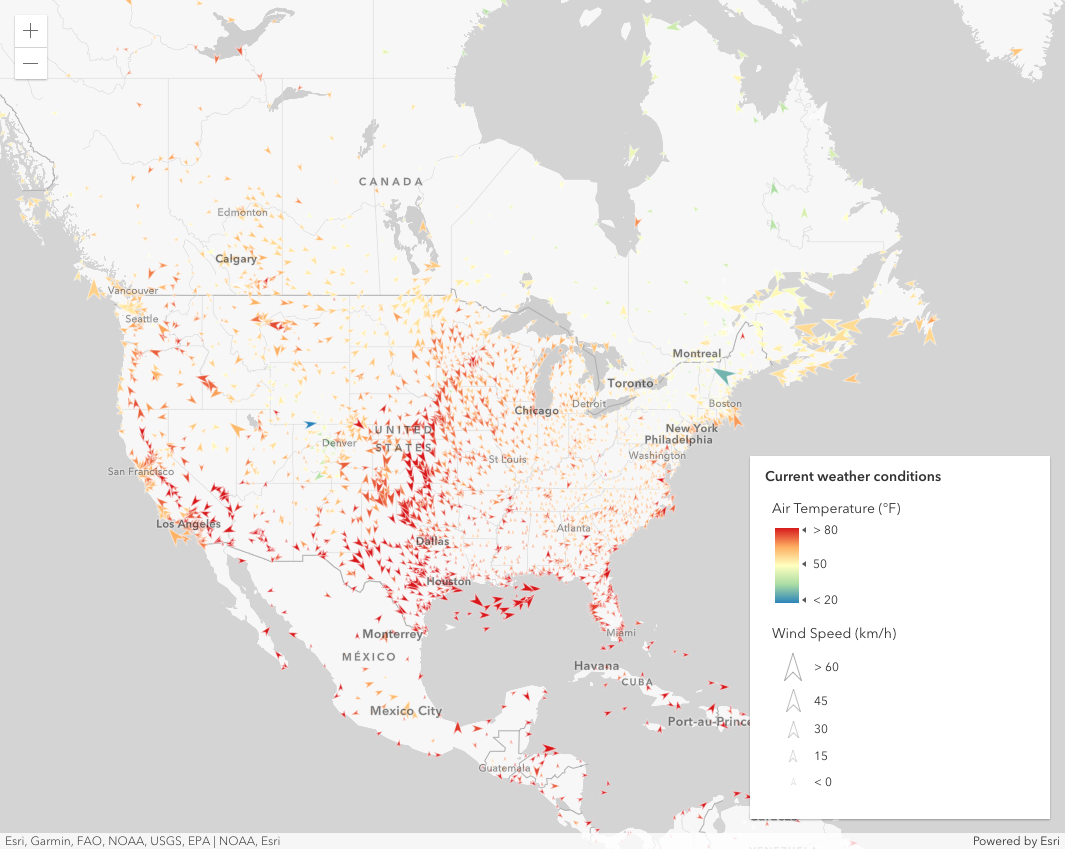 +
−
CANADA
Edmonton
Calgary
Vancouver
Seattle
Montreal
Toronto
Detroit
Boston
Chicago
New York
Philadelphia
UNITED
STATES
Denver
St Louis
Washington
San Francisco
Los Angeles
Atlanta
Dallas
Houston
Monterrey
MÉXICO
Miami
Havana
CUBA
Mexico City
Port-au-Prince
Guatemala
Current weather conditions
Air Temperature (°F)
> 80
50
< 20
Wind Speed (km/h)
> 60
45
30
15
< 0
Esri, Garmin, FAO, NOAA, USGS, EPA | NOAA, Esri
Powered by Esri